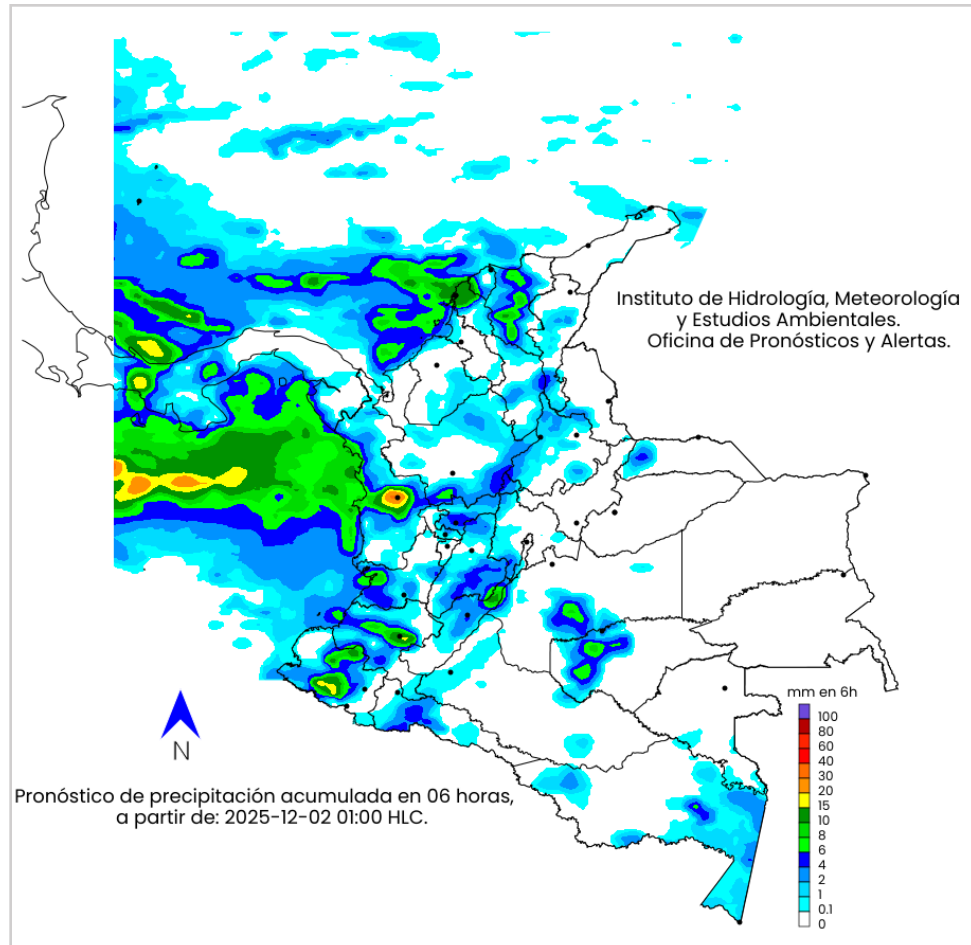 Instituto de Hidrología, Meteorología
y Estudios Ambientales.
Oficina de Pronósticos y Alertas.
mm en 6h
100
80
60
40
30
20
15
10
8
6
4
2
1
0.1
0
N
Pronóstico de precipitación acumulada en 06 horas,
a partir de: 2025-12-02 01:00 HLC.